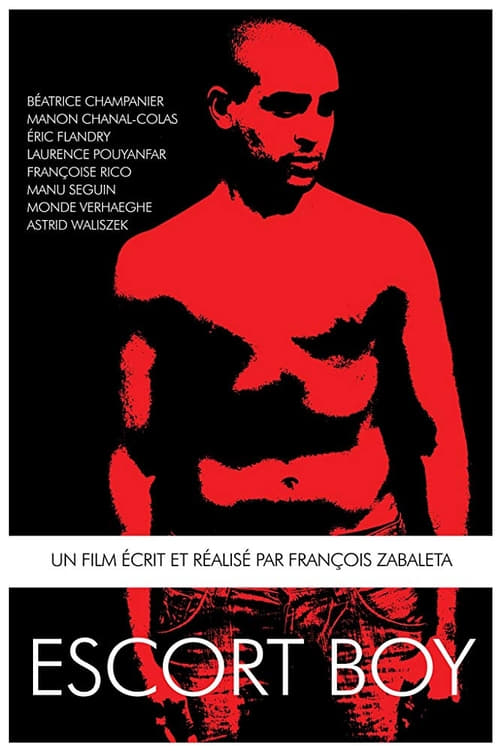 BÉATRICE CHAMPANIER
MANON CHANAL-COLAS
ÉRIC FLANDRY
LAURENCE POUYANFAR
FRANÇOISE RICO
MANU SEGUIN
MONDE VERHAEGHE
ASTRID WALISZEK
UN FILM ÉCRIT ET RÉALISÉ PAR FRANÇOIS ZABALETA
ESCORT BOY